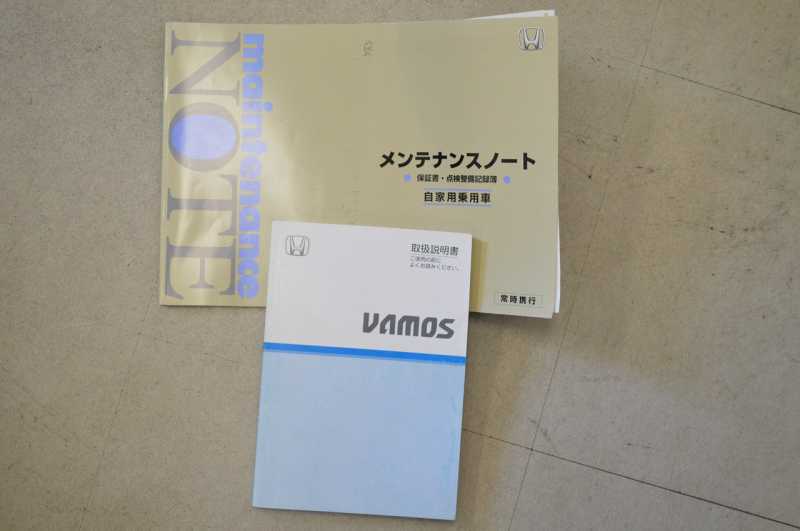 maintenance
NOTE
メンテナンスノート
保証書・点検整備記録簿
自家用乗用車
常時携行
取扱説明書
ご使用の前に
よくお読みください。
VAMOS